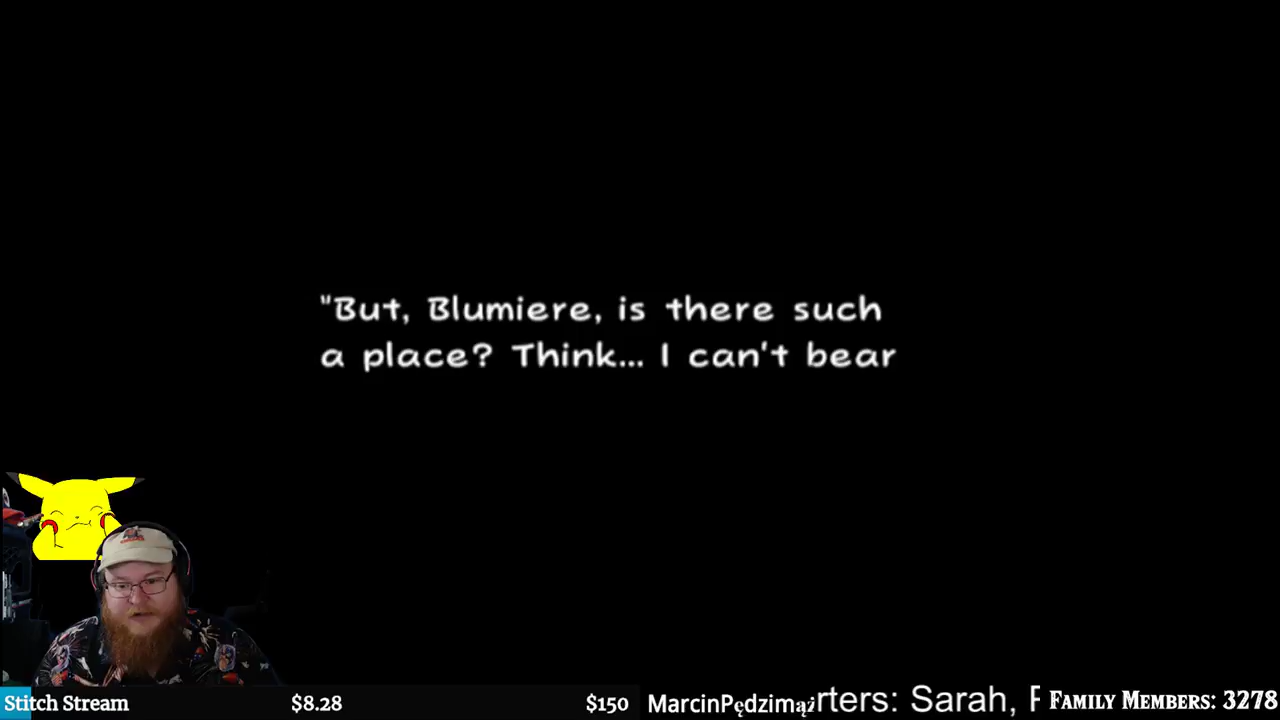 "But, Blumiere, is there such
a place? Think... I can't bear
Stitch Stream $8.28 $150 MarcinPędzimąż rters: Sarah, F Family Members: 3278